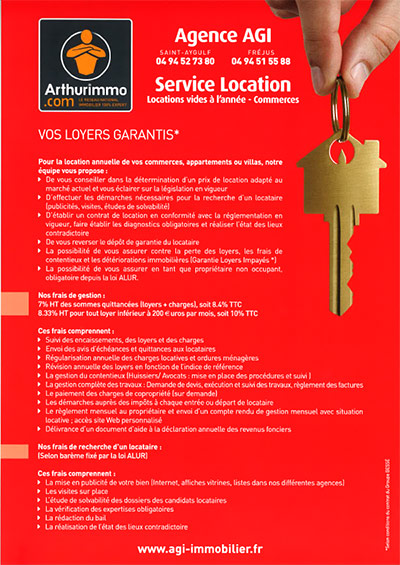 Arthurimmo
.com
LE RÉSEAU NATIONAL
IMMOBILIER 100% EXPERT
Agence AGI
SAINT-AYGULF
04 94 52 73 80
FRÉJUS
04 94 51 55 88
Service Location
Locations vides à l'année - Commerces
VOS LOYERS GARANTIS*
Pour la location annuelle de vos commerces, appartements ou villas, notre
équipe vous propose :
De vous conseiller dans la détermination d'un prix de location adapté au
marché actuel et vous éclairer sur la législation en vigueur
D'effectuer les démarches nécessaires pour la recherche d'un locataire
(publicités, visites, études de solvabilité)
D'établir un contrat de location en conformité avec la réglementation en
vigueur, faire établir les diagnostics obligatoires et réaliser l'état des lieux
contradictoire
De vous reverser le dépôt de garantie du locataire
La possibilité de vous assurer contre la perte des loyers, les frais de
contentieux et les détériorations immobilières (Garantie Loyers Impayés *)
La possibilité de vous assurer en tant que propriétaire non occupant,
obligatoire depuis la loi ALUR.
Nos frais de gestion :
7% HT des sommes quittancées (loyers + charges), soit 8.4% TTC
8.33% HT pour tout loyer inférieur à 200 € euros par mois, soit 10% TTC
Ces frais comprennent :
Suivi des encaissements, des loyers et des charges
Envoi des avis d'échéances et quittances aux locataires
Régularisation annuelle des charges locatives et ordures ménagères
Révision annuelle des loyers en fonction de l'indice de référence
La gestion du contentieux (Huissiers/ Avocats : mise en place des procédures et suivi )
La gestion complète des travaux : Demande de devis, exécution et suivi des travaux, règlement des factures
Le paiement des charges de copropriété (sur demande)
Les démarches auprès des impôts à chaque entrée ou départ de locataire
Le règlement mensuel au propriétaire et envoi d'un compte rendu de gestion mensuel avec situation
locative ; accès site Web personnalisé
Délivrance d'un document d'aide à la déclaration annuelle des revenus fonciers
Nos frais de recherche d'un locataire :
(Selon barème fixé par la loi ALUR)
Ces frais comprennent :
La mise en publicité de votre bien (Internet, affiches vitrines, listes dans nos différentes agences)
Les visites sur place
L'étude de solvabilité des dossiers des candidats locataires
La vérification des expertises obligatoires
La rédaction du bail
La réalisation de l'état des lieux contradictoire
*Selon conditions du contrat du Groupe BESSE
www.agi-immobilier.fr